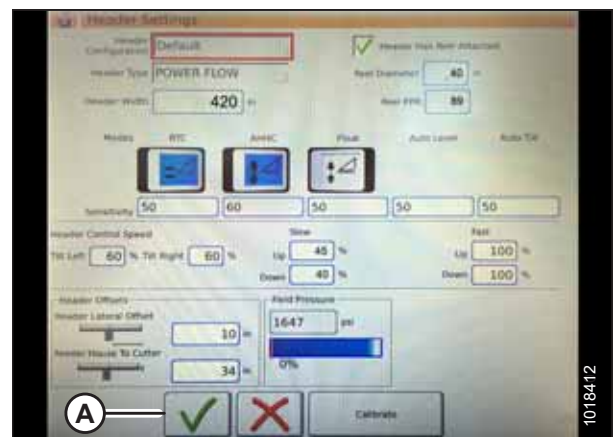 Header Settings
Header Configuration Default
Header Has Reel Attached
Header Type POWER FLOW
Reel Diameter 40 in
Header Width 420 in
Reel PPR 89
Modes RTC AHHC Float Auto Level Auto Tilt
Sensitivity 50 60 50 50 50
Header Control Speed
Slow
Fast
Tilt Left 60 % Tilt Right 60 %
Up 45 %
Up 100 %
Down 40 %
Down 100 %
Header Offsets
Field Pressure
Header Lateral Offset
10 in
1647 psi
Feeder House To Cutter
34 in
0%
A
Calibrate
1018412